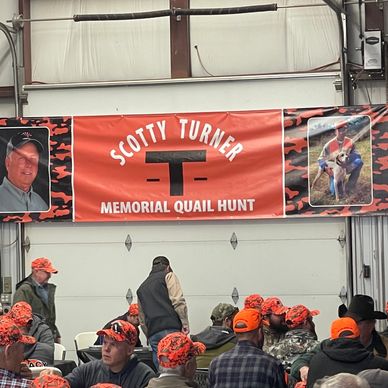 SCOTTY TURNER
-T-
MEMORIAL QUAIL HUNT